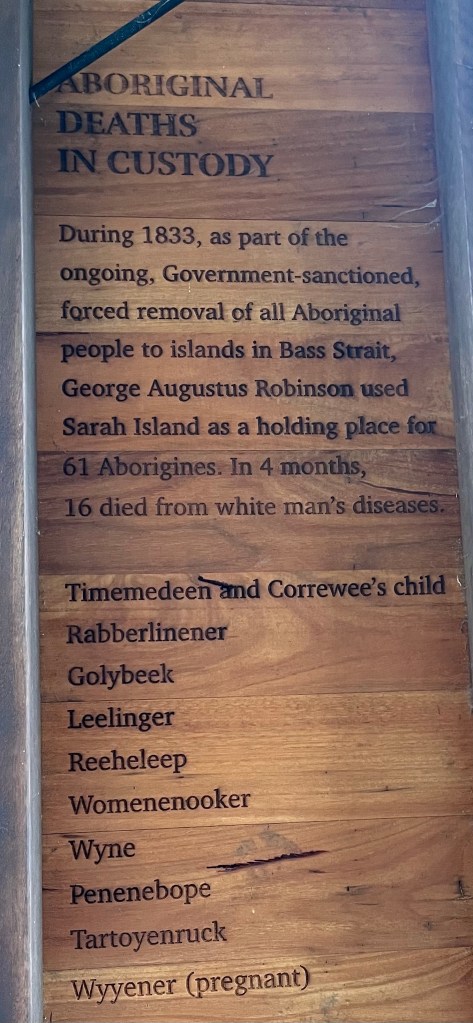 ABORIGINAL
DEATHS
IN CUSTODY
During 1833, as part of the
ongoing, Government-sanctioned,
forced removal of all Aboriginal
people to islands in Bass Strait,
George Augustus Robinson used
Sarah Island as a holding place for
61 Aborigines. In 4 months,
16 died from white man's diseases.
Timemedeen and Correwee's child
Rabberlinener
Golybeek
Leelinger
Reeheleep
Womenenooker
Wyne
Penenebope
Tartoyenruck
Wyyener (pregnant)